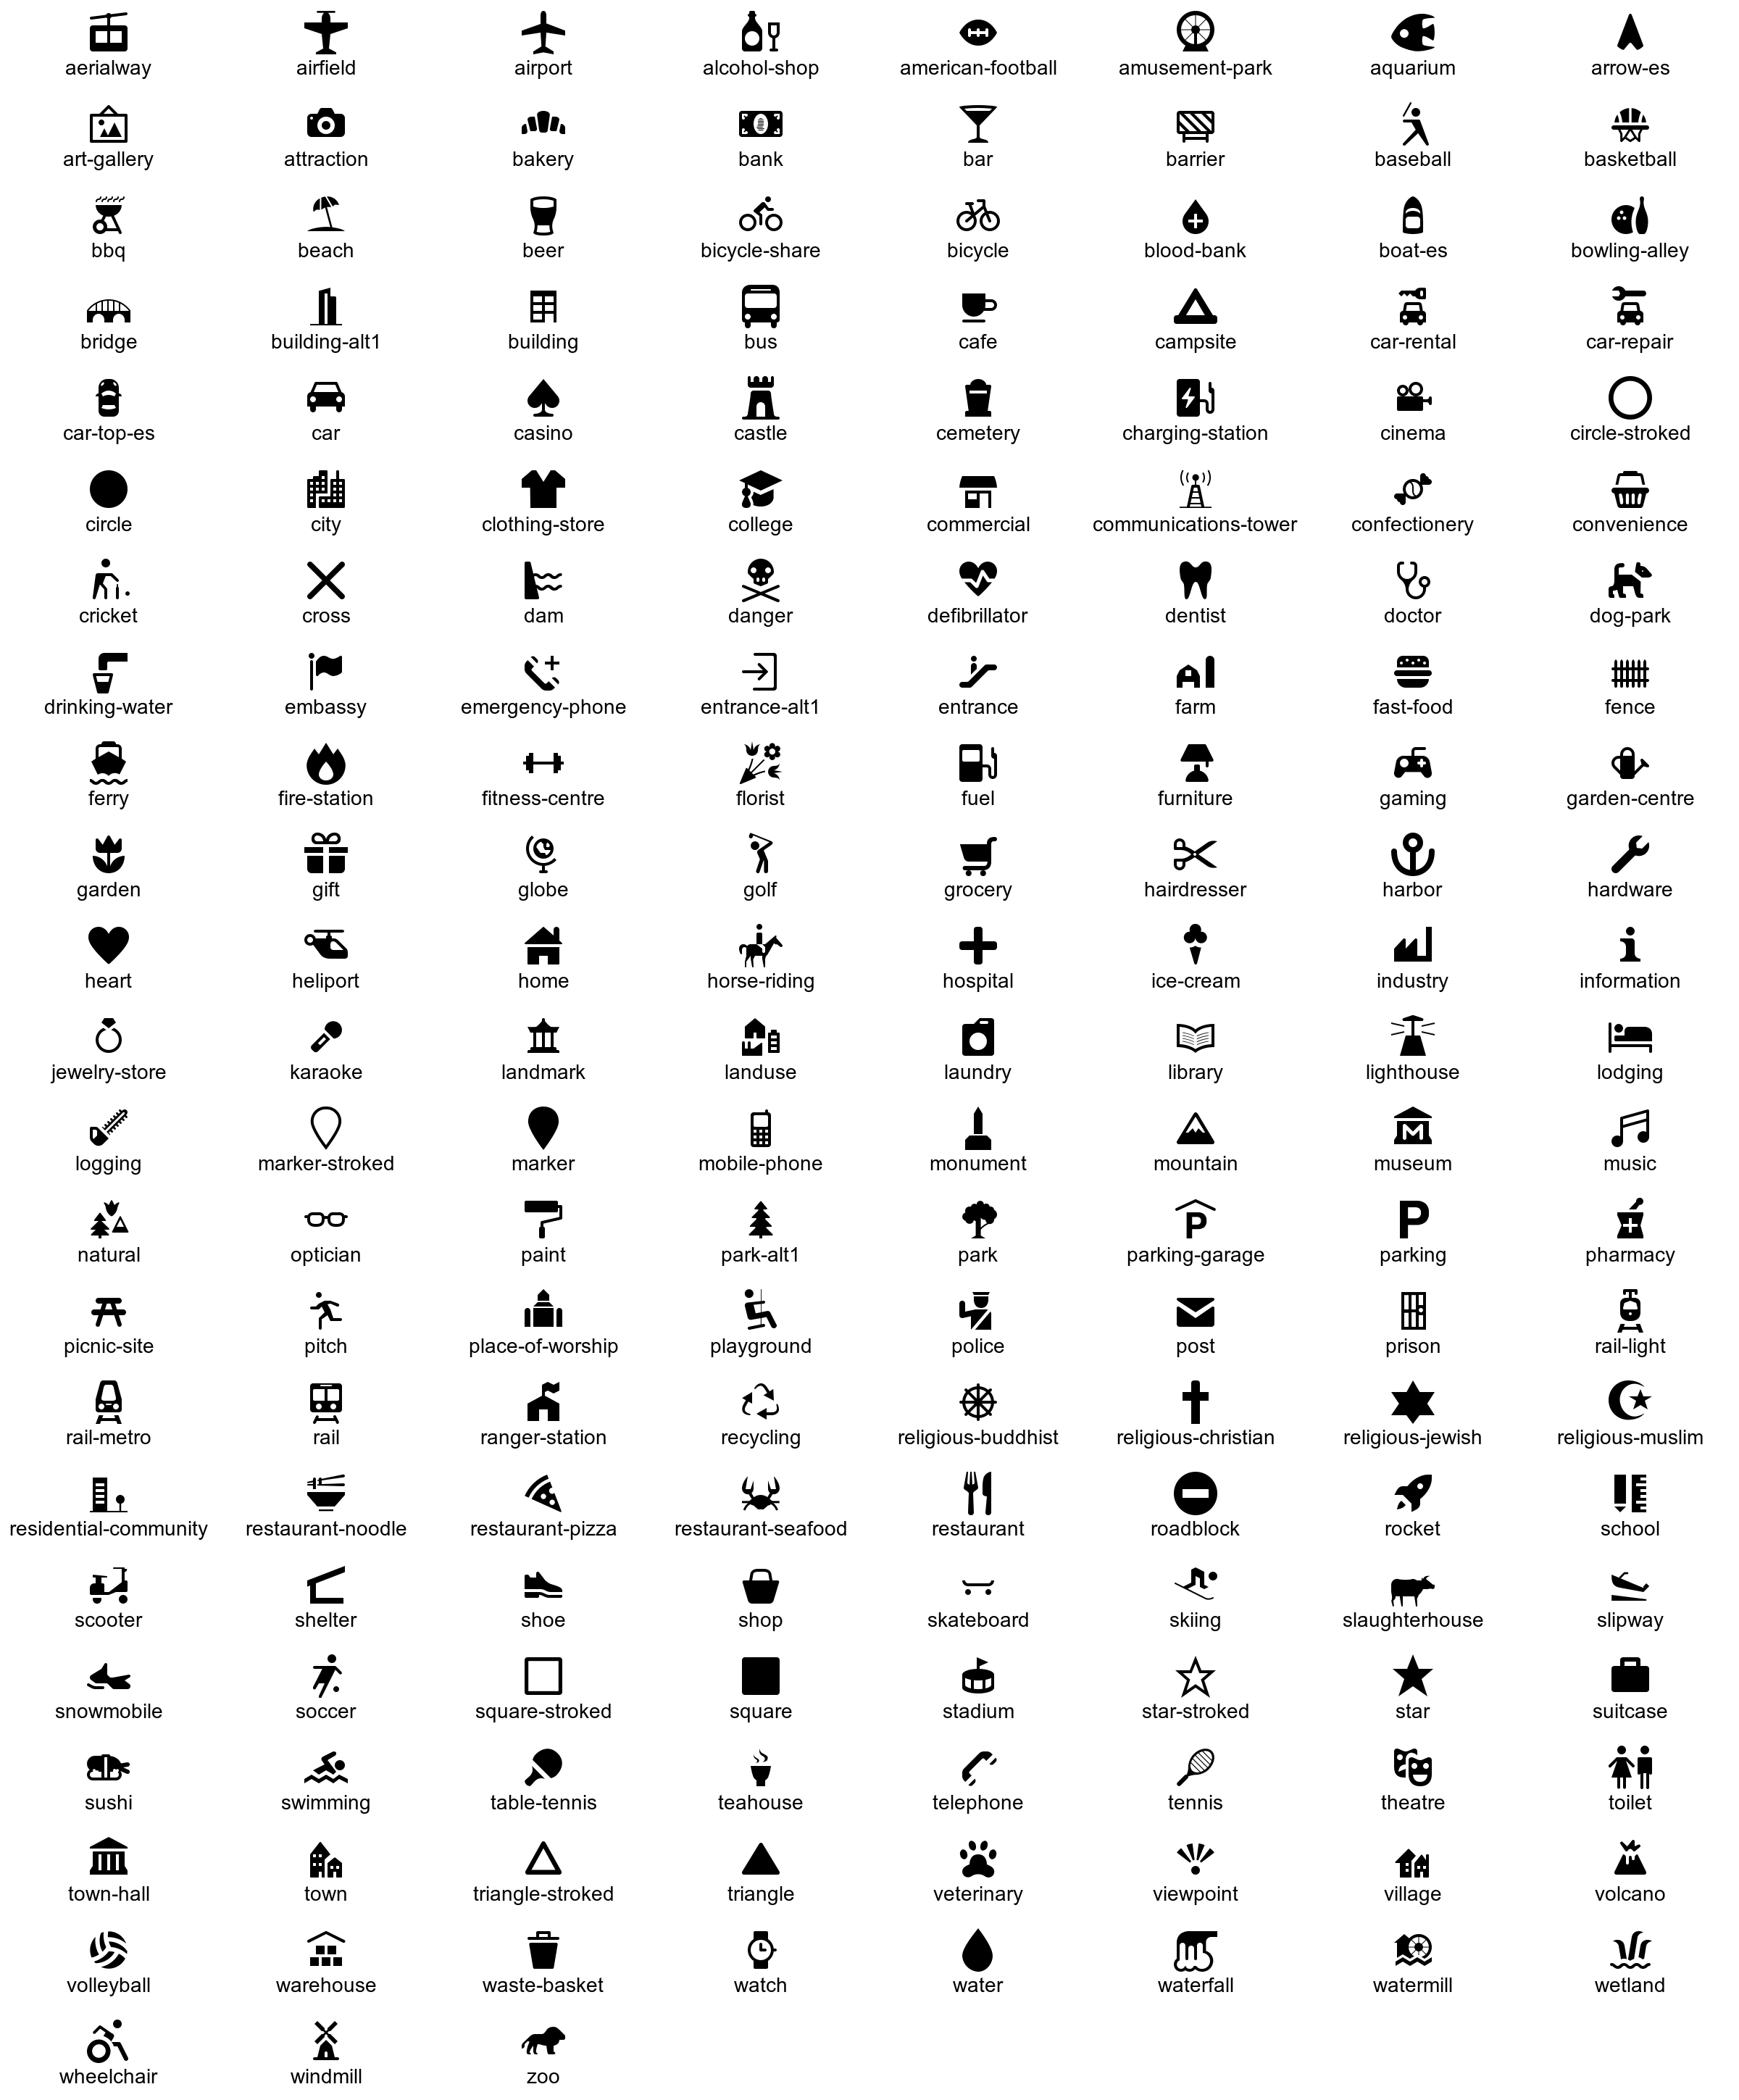 aerialway airfield airport alcohol-shop american-football amusement-park aquarium arrow-es
art-gallery attraction bakery bank bar barrier baseball basketball
bbq beach beer bicycle-share bicycle blood-bank boat-es bowling-alley
bridge building-alt1 building bus cafe campsite car-rental car-repair
car-top-es car casino castle cemetery charging-station cinema circle-stroked
circle city clothing-store college commercial communications-tower confectionery convenience
cricket cross dam danger defibrillator dentist doctor dog-park
drinking-water embassy emergency-phone entrance-alt1 entrance farm fast-food fence
ferry fire-station fitness-centre florist fuel furniture gaming garden-centre
garden gift globe golf grocery hairdresser harbor hardware
heart heliport home horse-riding hospital ice-cream industry information
jewelry-store karaoke landmark landuse laundry library lighthouse lodging
logging marker-stroked marker mobile-phone monument mountain museum music
M
natural optician paint park-alt1 park parking-garage parking pharmacy
P P
picnic-site pitch place-of-worship playground police post prison rail-light
rail-metro rail ranger-station recycling religious-buddhist religious-christian religious-jewish religious-muslim
residential-community restaurant-noodle restaurant-pizza restaurant-seafood restaurant roadblock rocket school
scooter shelter shoe shop skateboard skiing slaughterhouse slipway
snowmobile soccer square-stroked square stadium star-stroked star suitcase
sushi swimming table-tennis teahouse telephone tennis theatre toilet
town-hall town triangle-stroked triangle veterinary viewpoint village volcano
volleyball warehouse waste-basket watch water waterfall watermill wetland
wheelchair windmill zoo